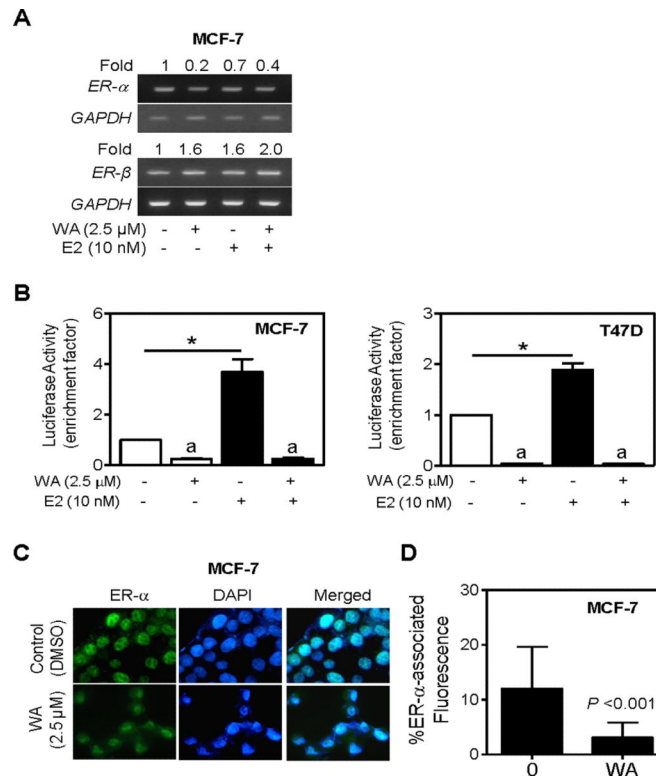 A
MCF-7
Fold 1 0.2 0.7 0.4
ER-α
GAPDH
Fold 1 1.6 1.6 2.0
ER-β
GAPDH
WA (2.5 µM) - + - +
E2 (10 nM) - - + +
B
Luciferase Activity
(enrichment factor)
6
4
2
0
*
MCF-7
a
a
WA (2.5 µM) - + - +
E2 (10 nM) - - + +
Luciferase Activity
(enrichment factor)
3
2
1
0
*
T47D
a
a
WA (2.5 µM) - + - +
E2 (10 nM) - - + +
C
MCF-7
ER-α DAPI Merged
Control
(DMSO)
WA
(2.5 µM)
D
%ER-α-associated
Fluorescence
30
20
10
0
MCF-7
P <0.001
0 WA